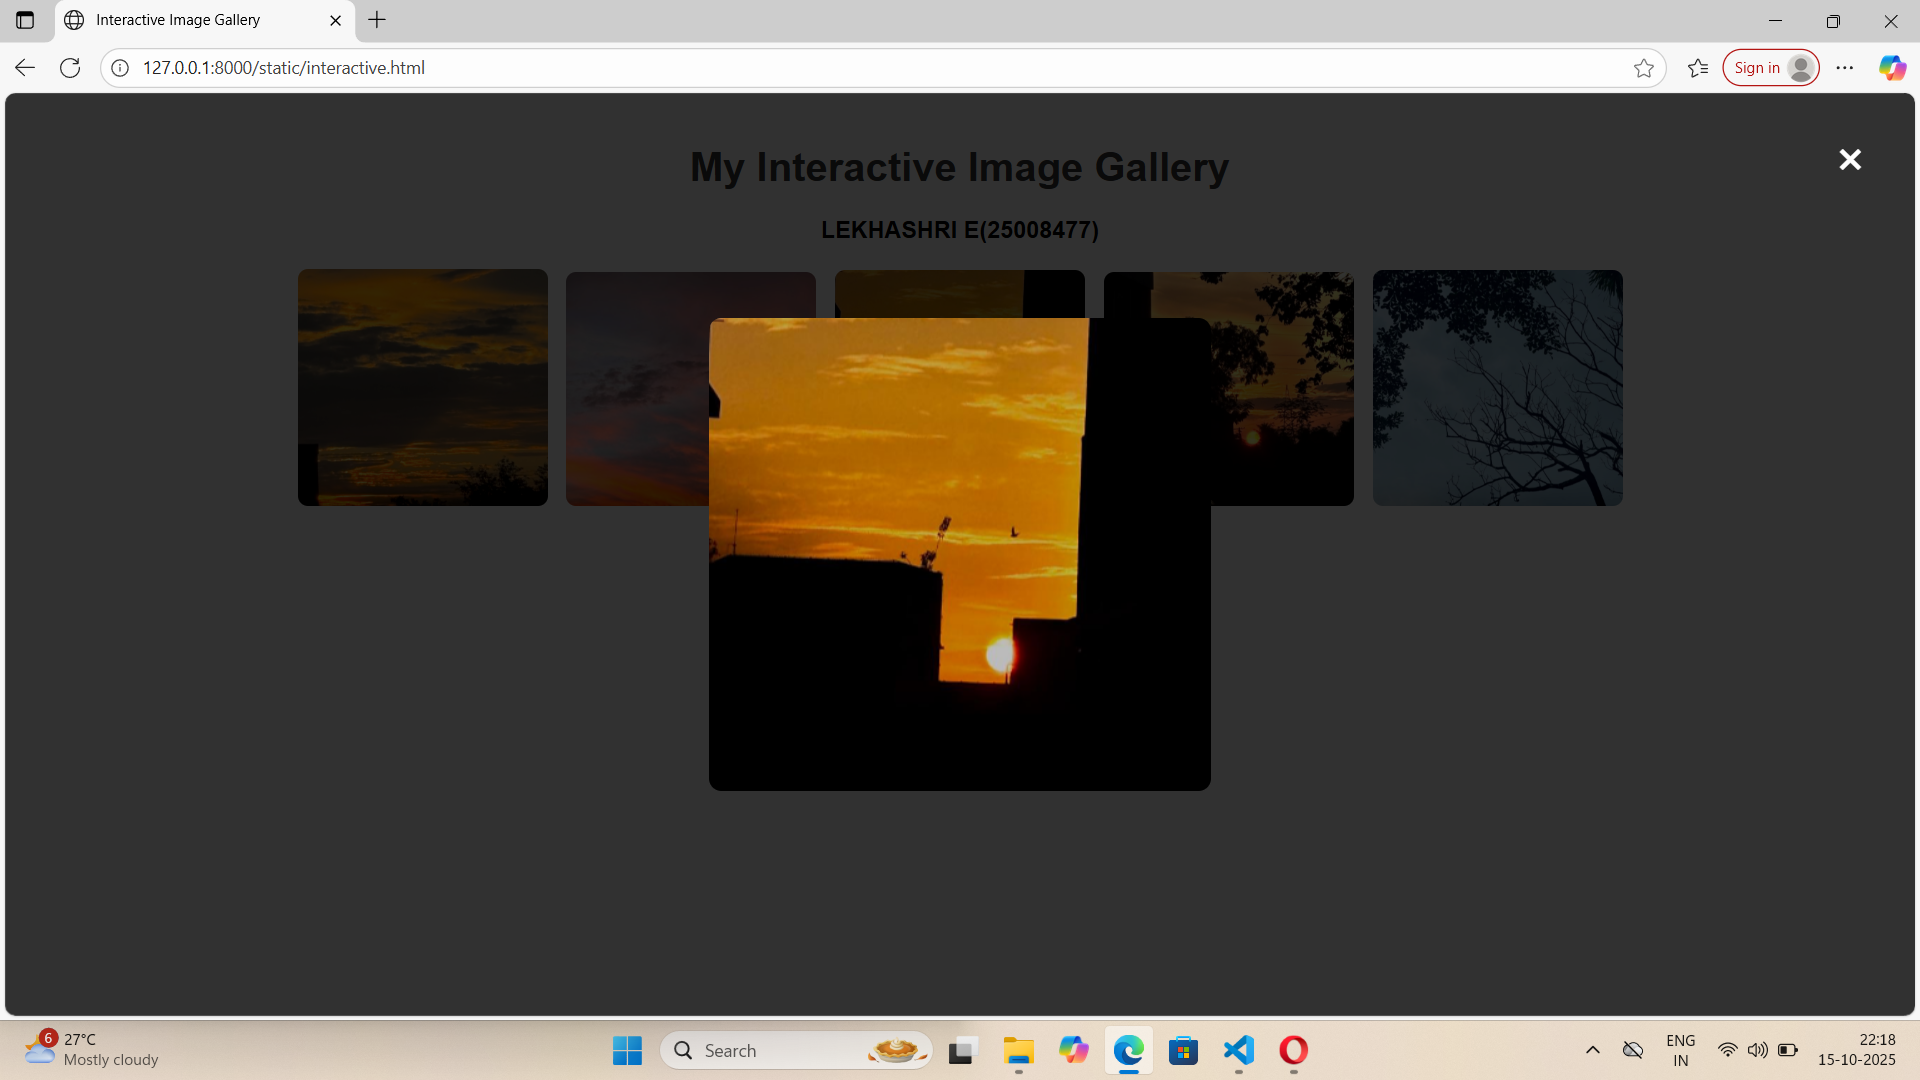 Interactive Image Gallery
127.0.0.1:8000/static/interactive.html
Sign in
My Interactive Image Gallery
LEKHASHRI E(25008477)
6
27°C
Mostly cloudy
Search
ENG
IN
22:18
15-10-2025